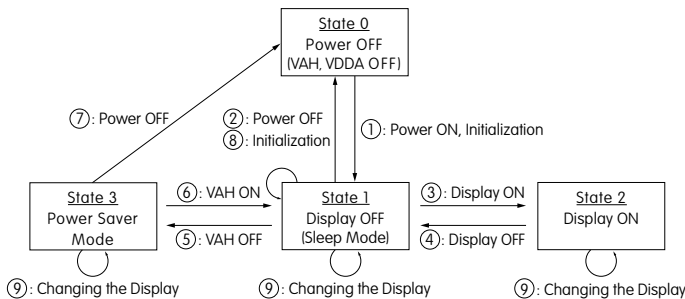 State 0
Power OFF
(VAH, VDDA OFF)
⑦: Power OFF
②: Power OFF
⑧: Initialization
①: Power ON, Initialization
State 3
Power Saver
Mode
⑥: VAH ON
⑤: VAH OFF
State 1
Display OFF
(Sleep Mode)
③: Display ON
④: Display OFF
State 2
Display ON
⑨: Changing the Display
⑨: Changing the Display
⑨: Changing the Display